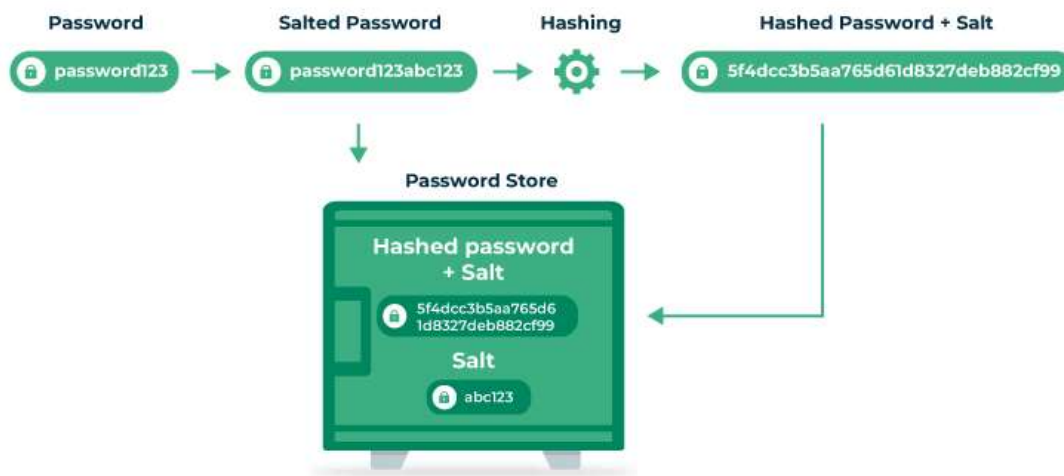 Password
Salted Password
Hashing
Hashed Password + Salt
password123
password123abc123
5f4dcc3b5aa765d61d8327deb882cf99
Password Store
Hashed password
+ Salt
5f4dcc3b5aa765d6
1d8327deb882cf99
Salt
abc123